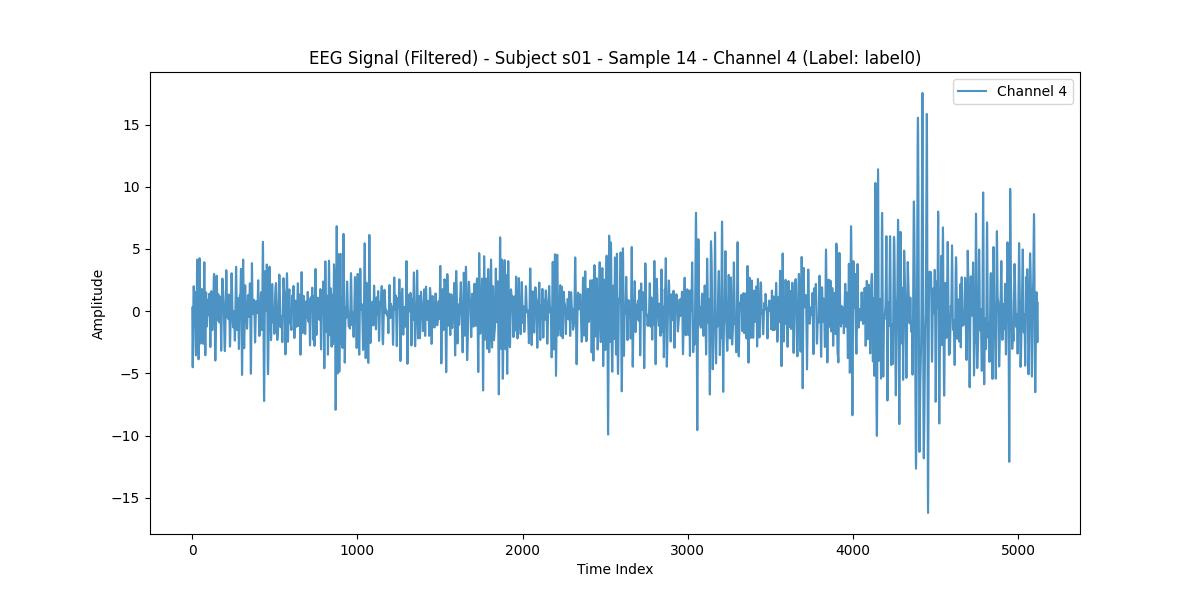 EEG Signal (Filtered) - Subject s01 - Sample 14 - Channel 4 (Label: label0)
Channel 4
15
10
5
0
−5
−10
−15
Amplitude
0 1000 2000 3000 4000 5000
Time Index